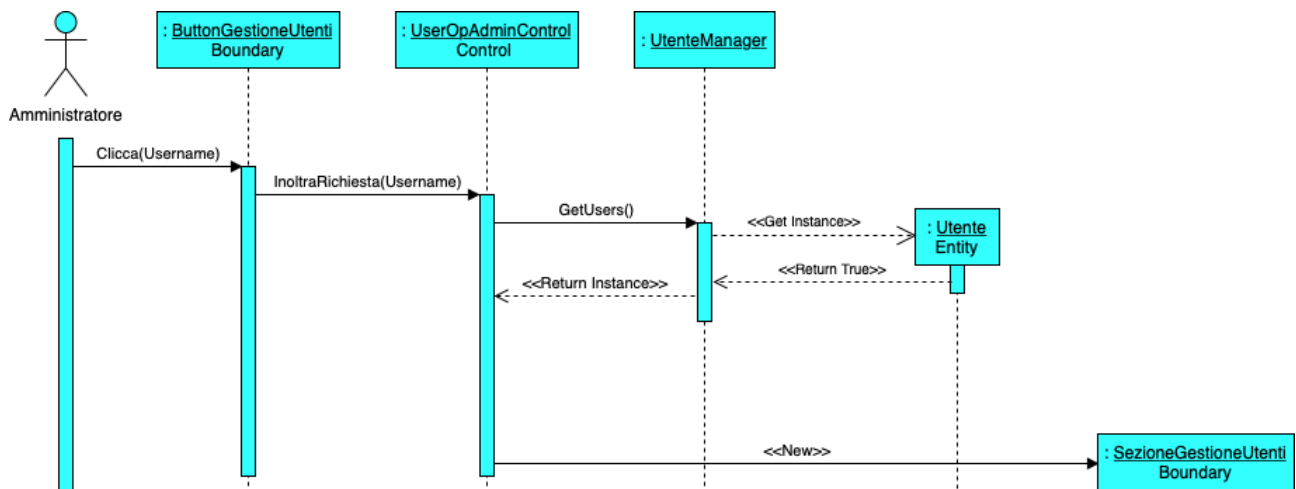 : ButtonGestioneUtenti
Boundary
: UserOpAdminControl
Control
: UtenteManager
Amministratore
Clicca(Username)
InoltraRichiesta(Username)
GetUsers()
<<Get Instance>>
: Utente
Entity
<<Return True>>
<<Return Instance>>
<<New>>
: SezioneGestioneUtenti
Boundary